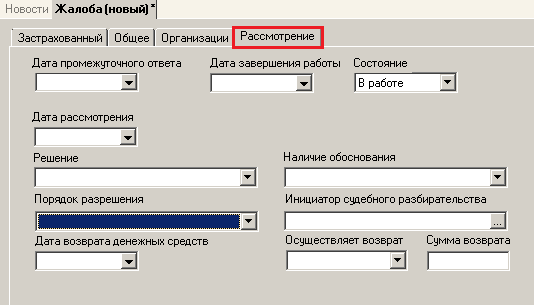 Новости Жалоба (новый)*
Застрахованный Общее Организации Рассмотрение
Дата промежуточного ответа Дата завершения работы Состояние
В работе
Дата рассмотрения
Решение Наличие обоснования
Порядок разрешения Инициатор судебного разбирательства
...
Дата возврата денежных средств Осуществляет возврат Сумма возврата